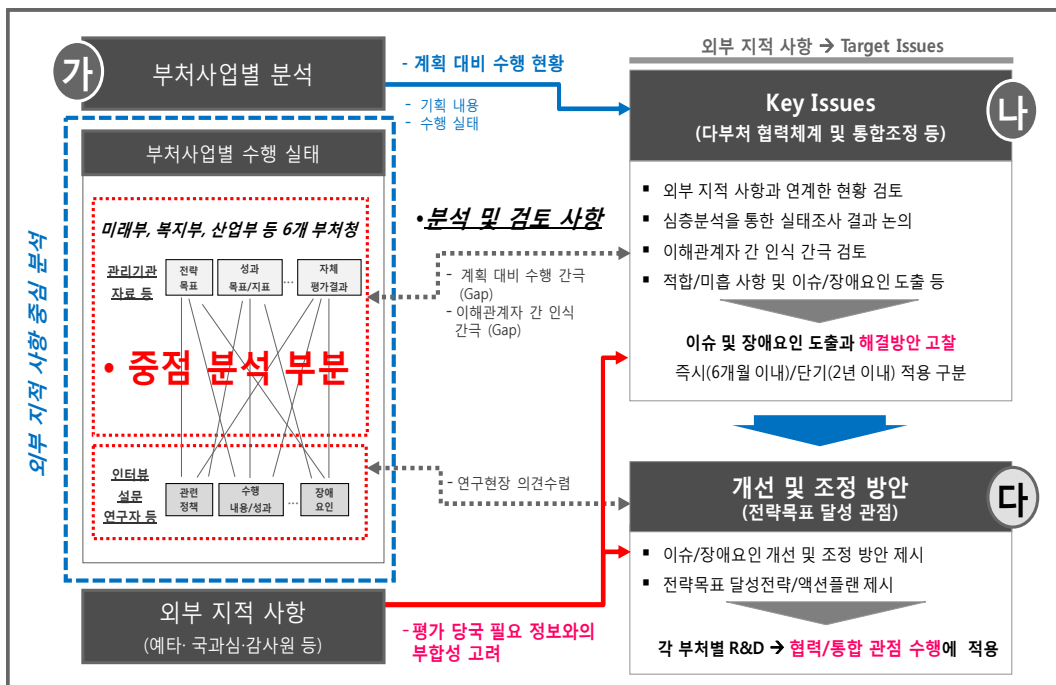 가
부처사업별 분석
외부 지적 사항 중심 분석
부처사업별 수행 실태
미래부, 복지부, 산업부 등 6개 부처청
관리기관
자료 등
전략
목표
성과
목표/지표
...
자체
평가결과
• 중점 분석 부분
인터뷰
설문
연구자 등
관련
정책
수행
내용/성과
...
장애
요인
외부 지적 사항
(예타· 국과심·감사원 등)
- 계획 대비 수행 현황
- 기획 내용
- 수행 실태
•분석 및 검토 사항
- 계획 대비 수행 간극
(Gap)
- 이해관계자 간 인식
간극 (Gap)
- 연구현장 의견수렴
-평가 당국 필요 정보와의
부합성 고려
외부 지적 사항 → Target Issues
나
Key Issues
(다부처 협력체계 및 통합조정 등)
▪ 외부 지적 사항과 연계한 현황 검토
▪ 심층분석을 통한 실태조사 결과 논의
▪ 이해관계자 간 인식 간극 검토
▪ 적합/미흡 사항 및 이슈/장애요인 도출 등
이슈 및 장애요인 도출과 해결방안 고찰
즉시(6개월 이내)/단기(2년 이내) 적용 구분
다
개선 및 조정 방안
(전략목표 달성 관점)
▪ 이슈/장애요인 개선 및 조정 방안 제시
▪ 전략목표 달성전략/액션플랜 제시
각 부처별 R&D → 협력/통합 관점 수행에 적용